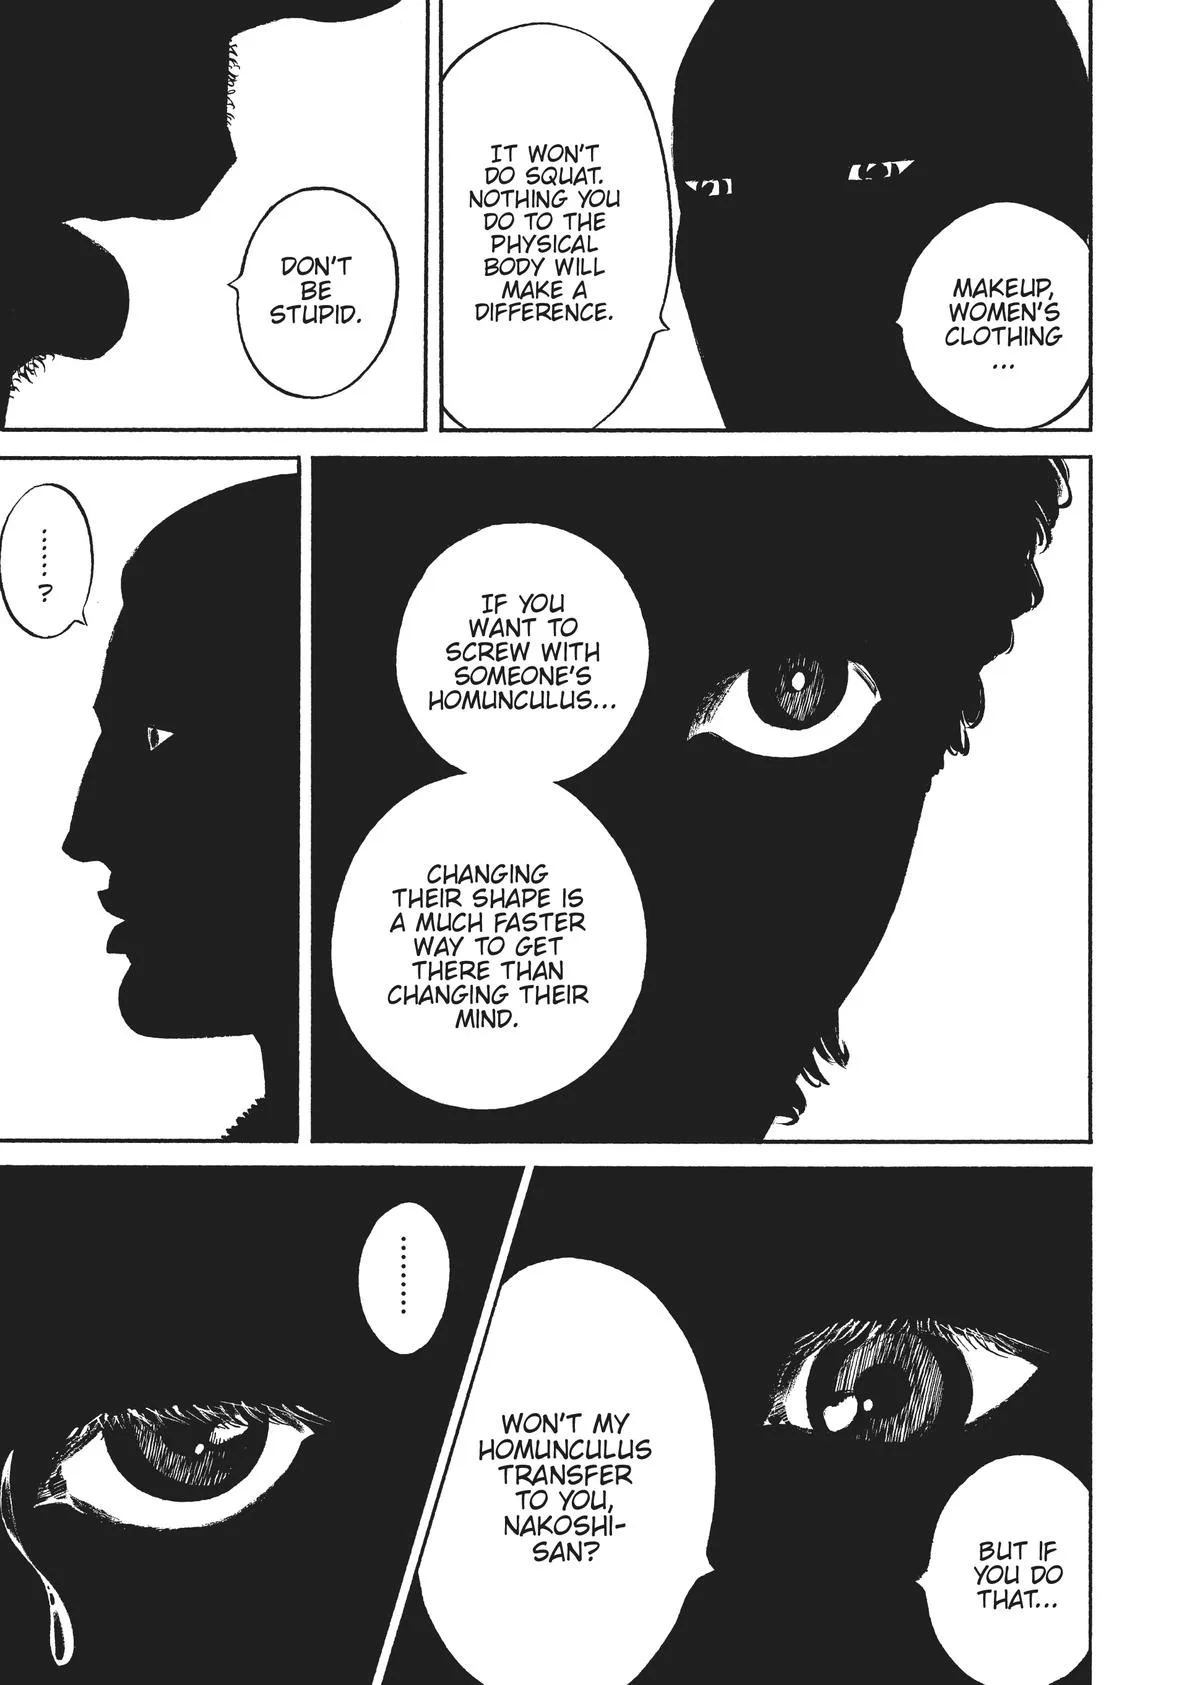 MAKEUP,
WOMEN'S
CLOTHING
...
IT WON'T
DO SQUAT.
NOTHING YOU
DO TO THE
PHYSICAL
BODY WILL
MAKE A
DIFFERENCE.
DON'T
BE
STUPID.
IF YOU
WANT TO
SCREW WITH
SOMEONE'S
HOMUNCULUS...
CHANGING
THEIR SHAPE IS
A MUCH FASTER
WAY TO GET
THERE THAN
CHANGING THEIR
MIND.
........
?
BUT IF
YOU DO
THAT...
WON'T MY
HOMUNCULUS
TRANSFER
TO YOU,
NAKOSHI-
SAN?
.........